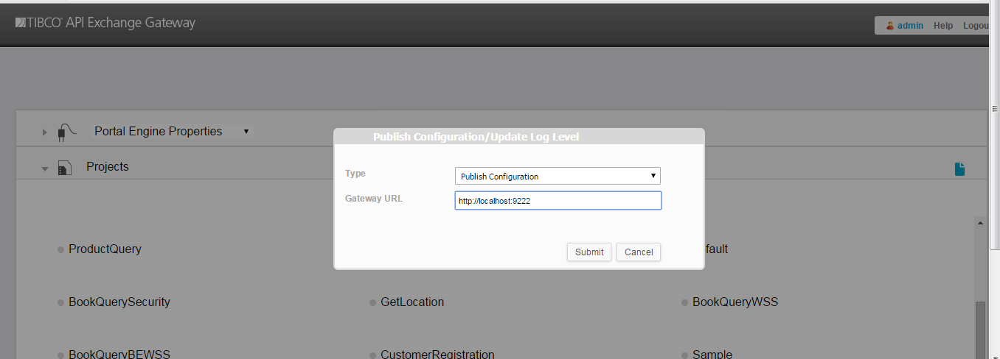 TIBCO® API Exchange Gateway
admin Help Logou
Portal Engine Properties
Publish Configuration/Update Log Level
Projects
Type Publish Configuration
Gateway URL http://localhost:9222
Submit Cancel
ProductQuery fault
BookQuerySecurity GetLocation BookQueryWSS
BookQueryBEWSS CustomerRegistration Sample